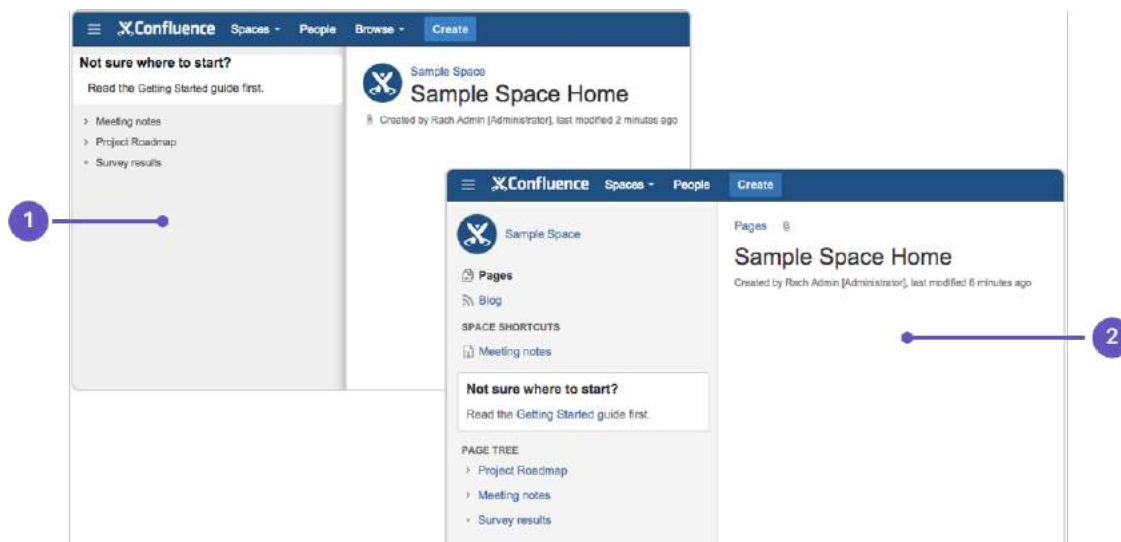 Confluence Spaces People Browse Create
Not sure where to start?
Read the Getting Started guide first.
Meeting notes
Project Roadmap
Survey results
Sample Space
Sample Space Home
Created by Rach Admin [Administrator], last modified 2 minutes ago
1
Confluence Spaces People Create
Sample Space
Pages
Blog
SPACE SHORTCUTS
Meeting notes
Not sure where to start?
Read the Getting Started guide first.
PAGE TREE
Project Roadmap
Meeting notes
Survey results
Pages
Sample Space Home
Created by Rach Admin [Administrator], last modified 6 minutes ago
2